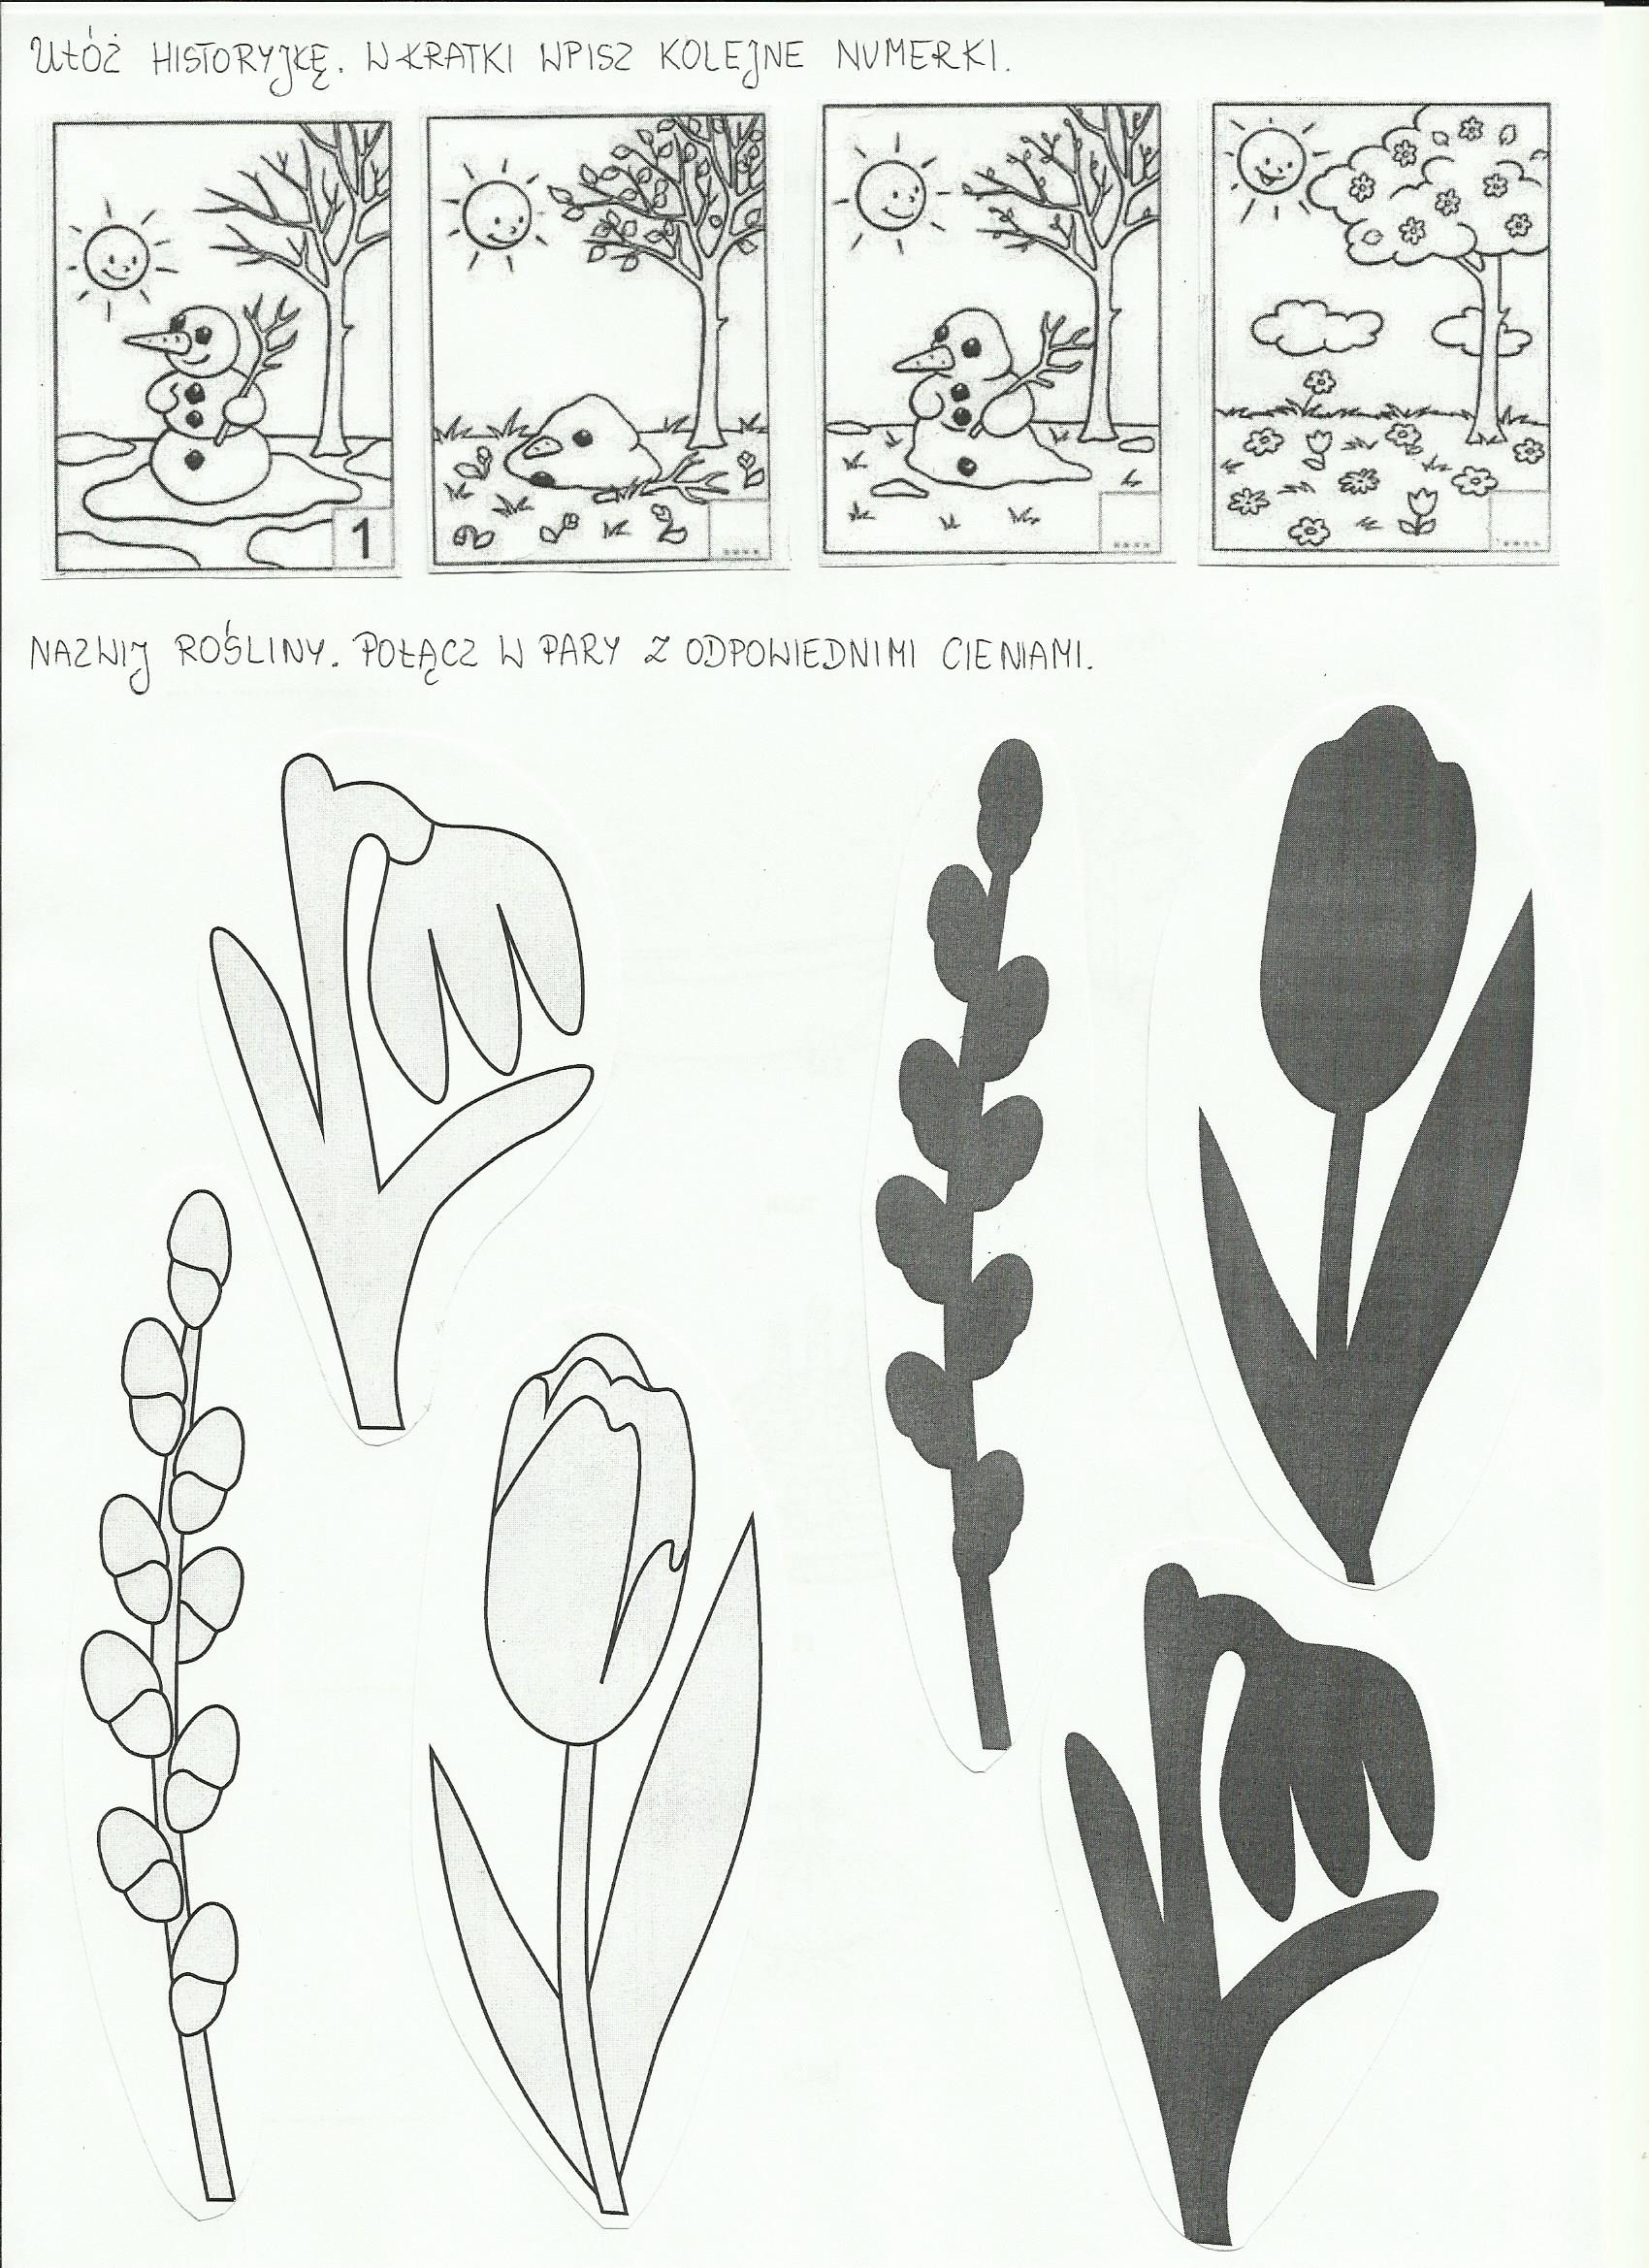 UŁÓŻ HISTORYJKĘ. W KRATKI WPISZ KOLEJNE NUMERKI.
1
....
....
....
NAZWIJ ROŚLINY. POŁĄCZ W PARY Z ODPOWIEDNIMI CIENIAMI.